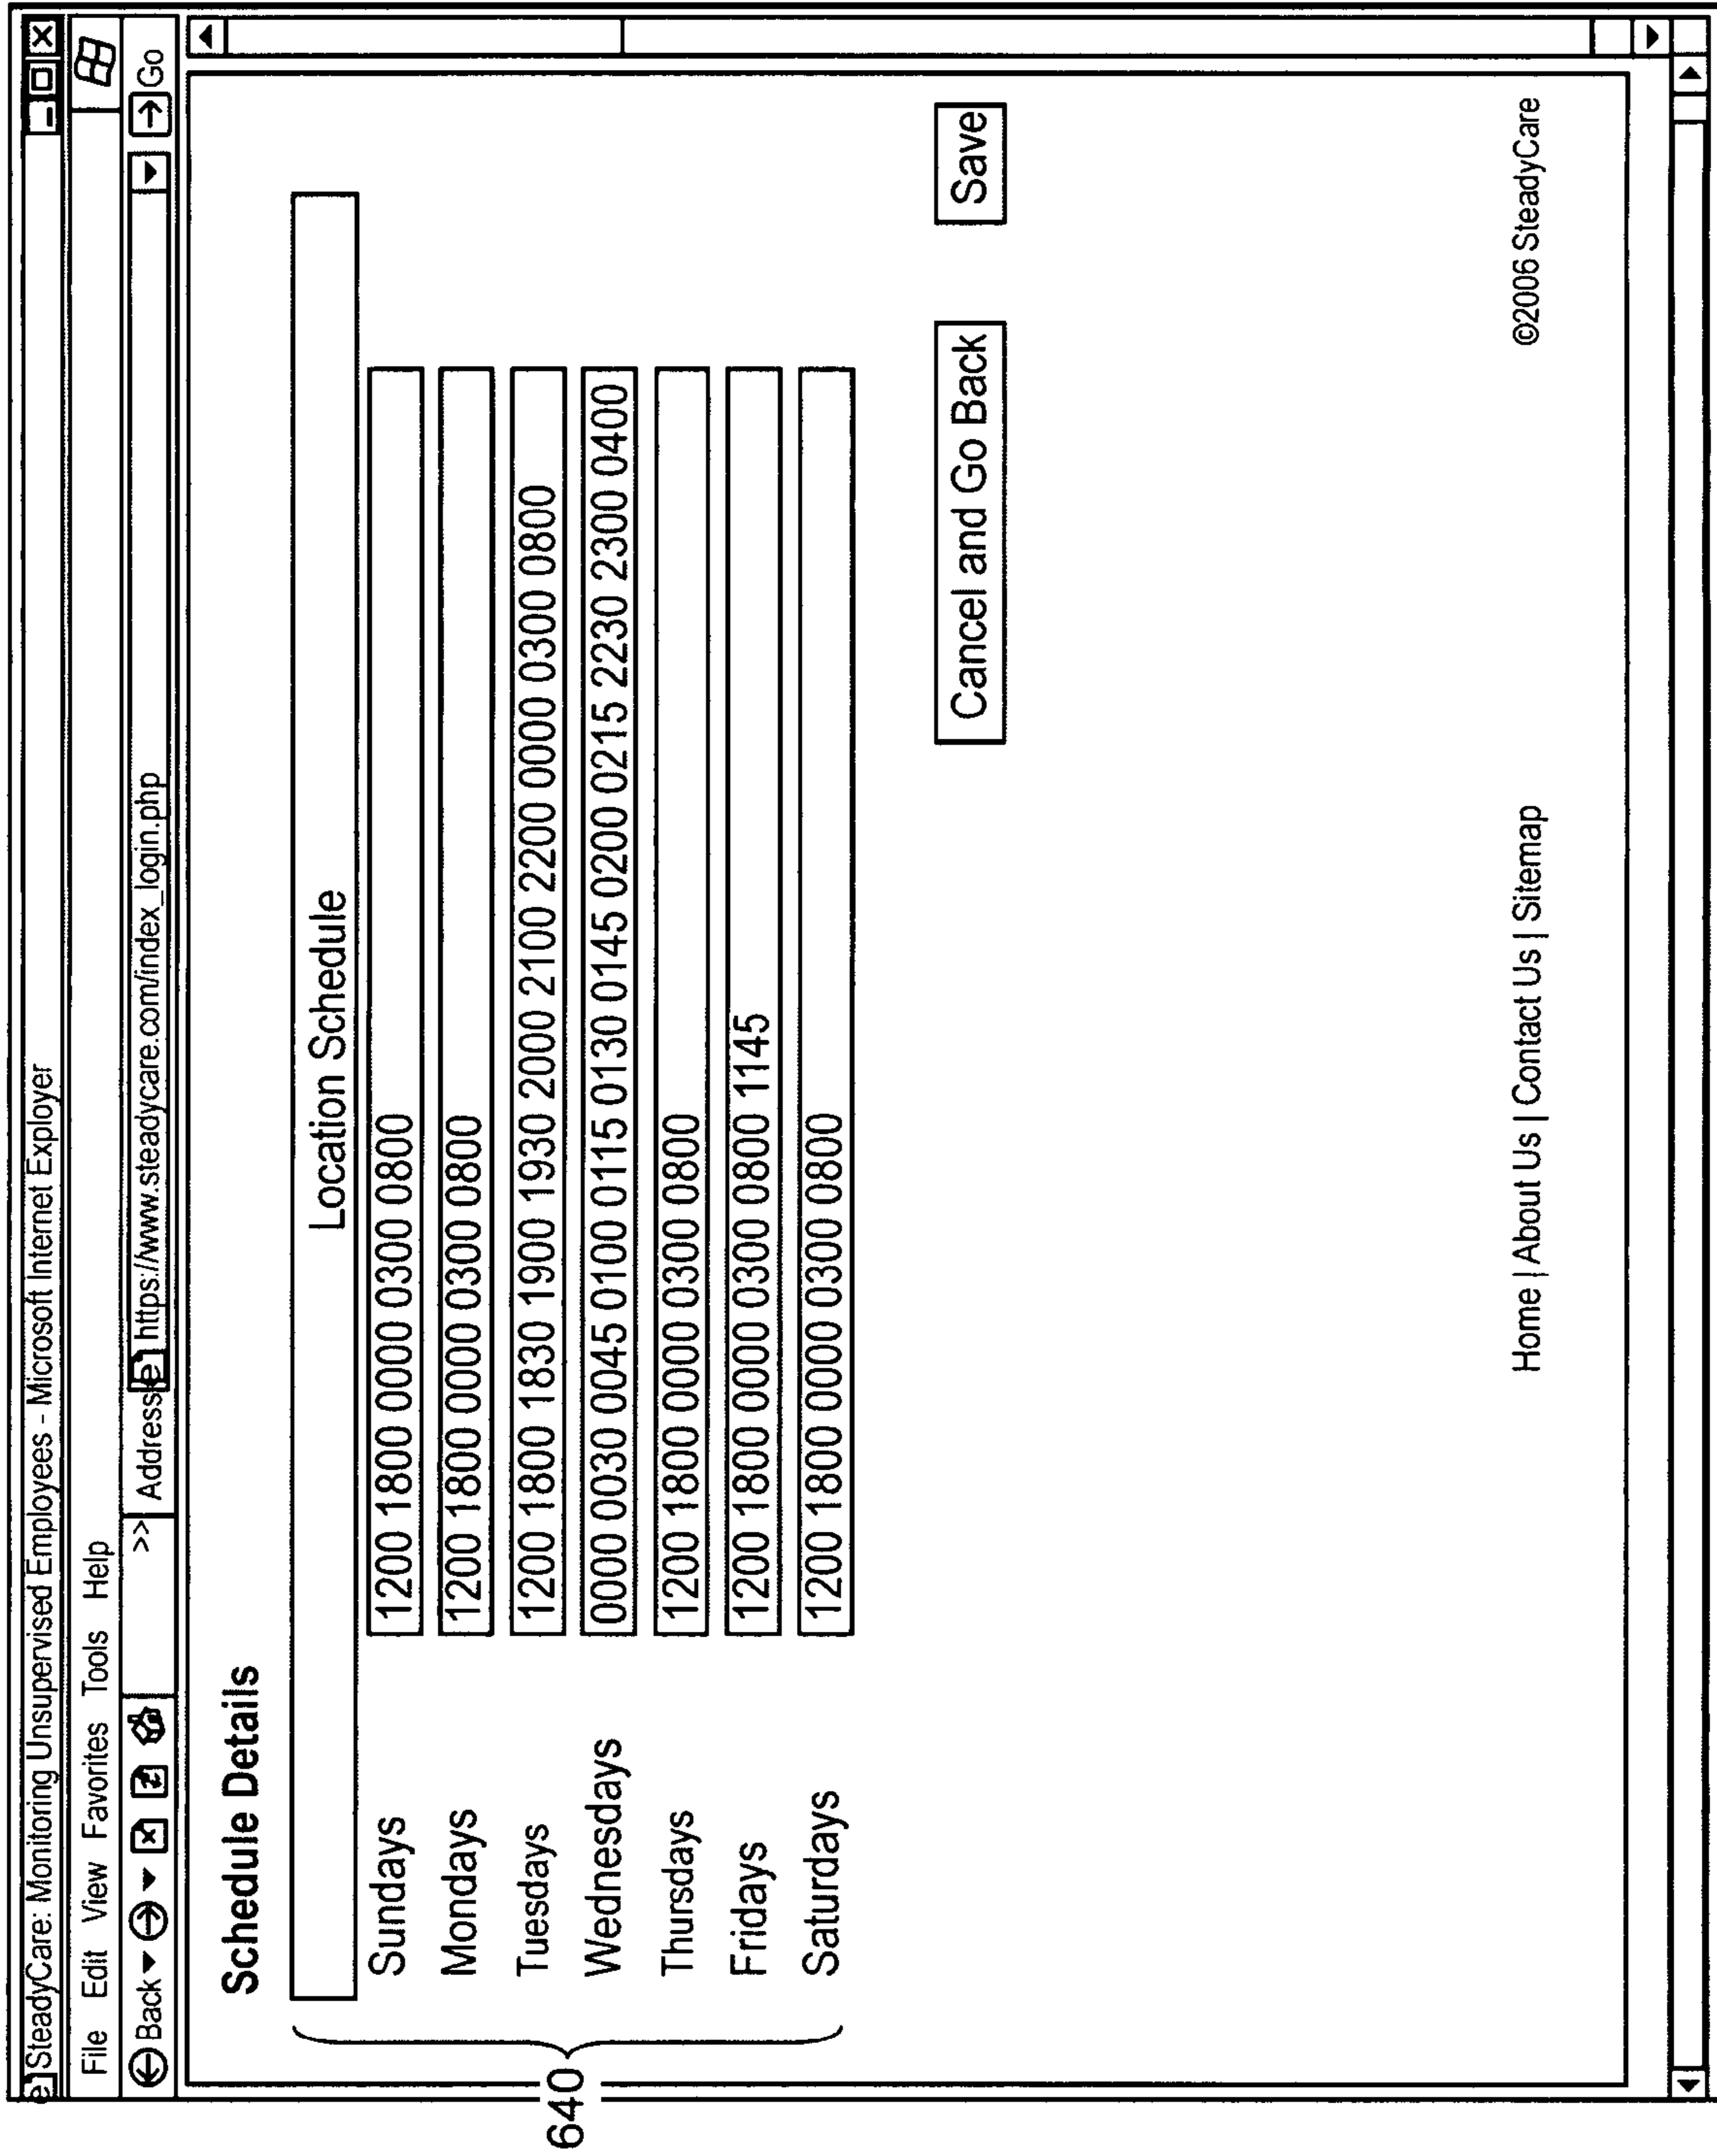 SteadyCare: Monitoring Unsupervised Employees - Microsoft Internet Exployer
File Edit View Favorites Tools Help
Back >> Address https://www.steadycare.com/index_login.php Go
Schedule Details
Location Schedule
Sundays 1200 1800 0000 0300 0800
Mondays 1200 1800 0000 0300 0800
Tuesdays 1200 1800 1830 1900 1930 2000 2100 2200 0000 0300 0800
Wednesdays 0000 0030 0045 0100 0115 0130 0145 0200 0215 2230 2300 0400
Thursdays 1200 1800 0000 0300 0800
Fridays 1200 1800 0000 0300 0800 1145
Saturdays 1200 1800 0000 0300 0800
640
Cancel and Go Back Save
Home | About Us | Contact Us | Sitemap ©2006 SteadyCare